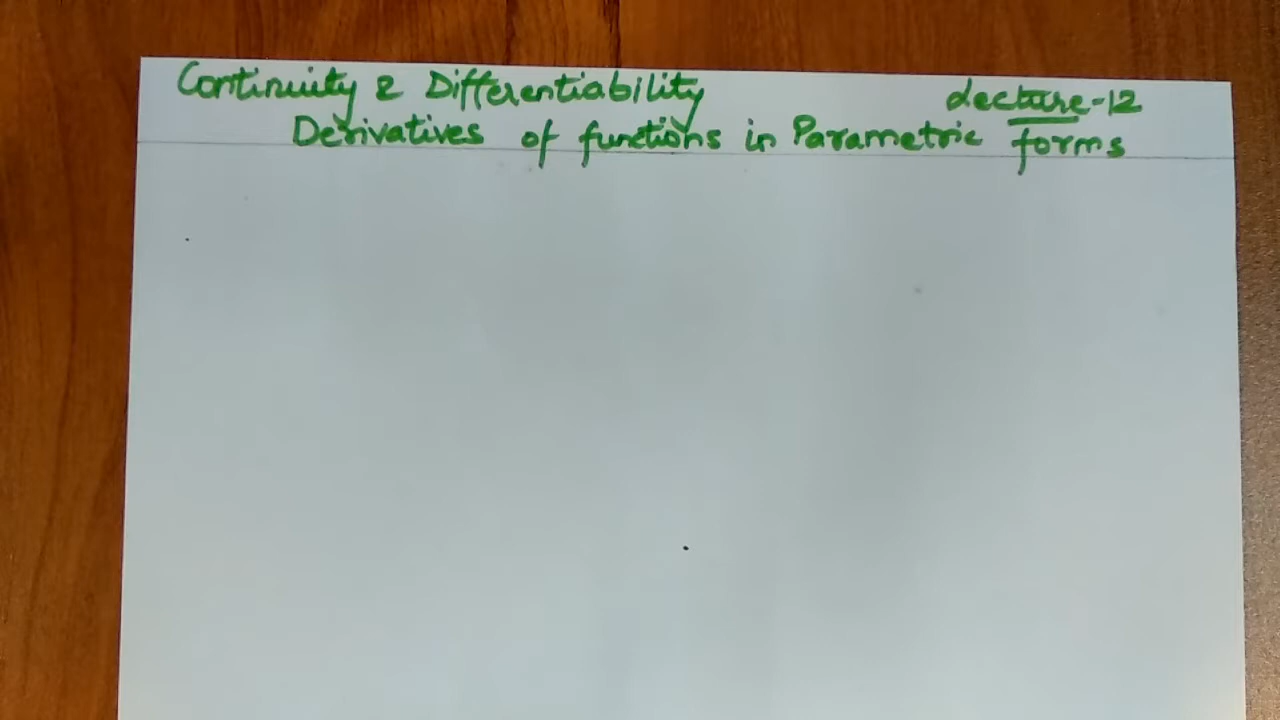 Continuity & Differentiability Lecture-12
Derivatives of functions in Parametric forms